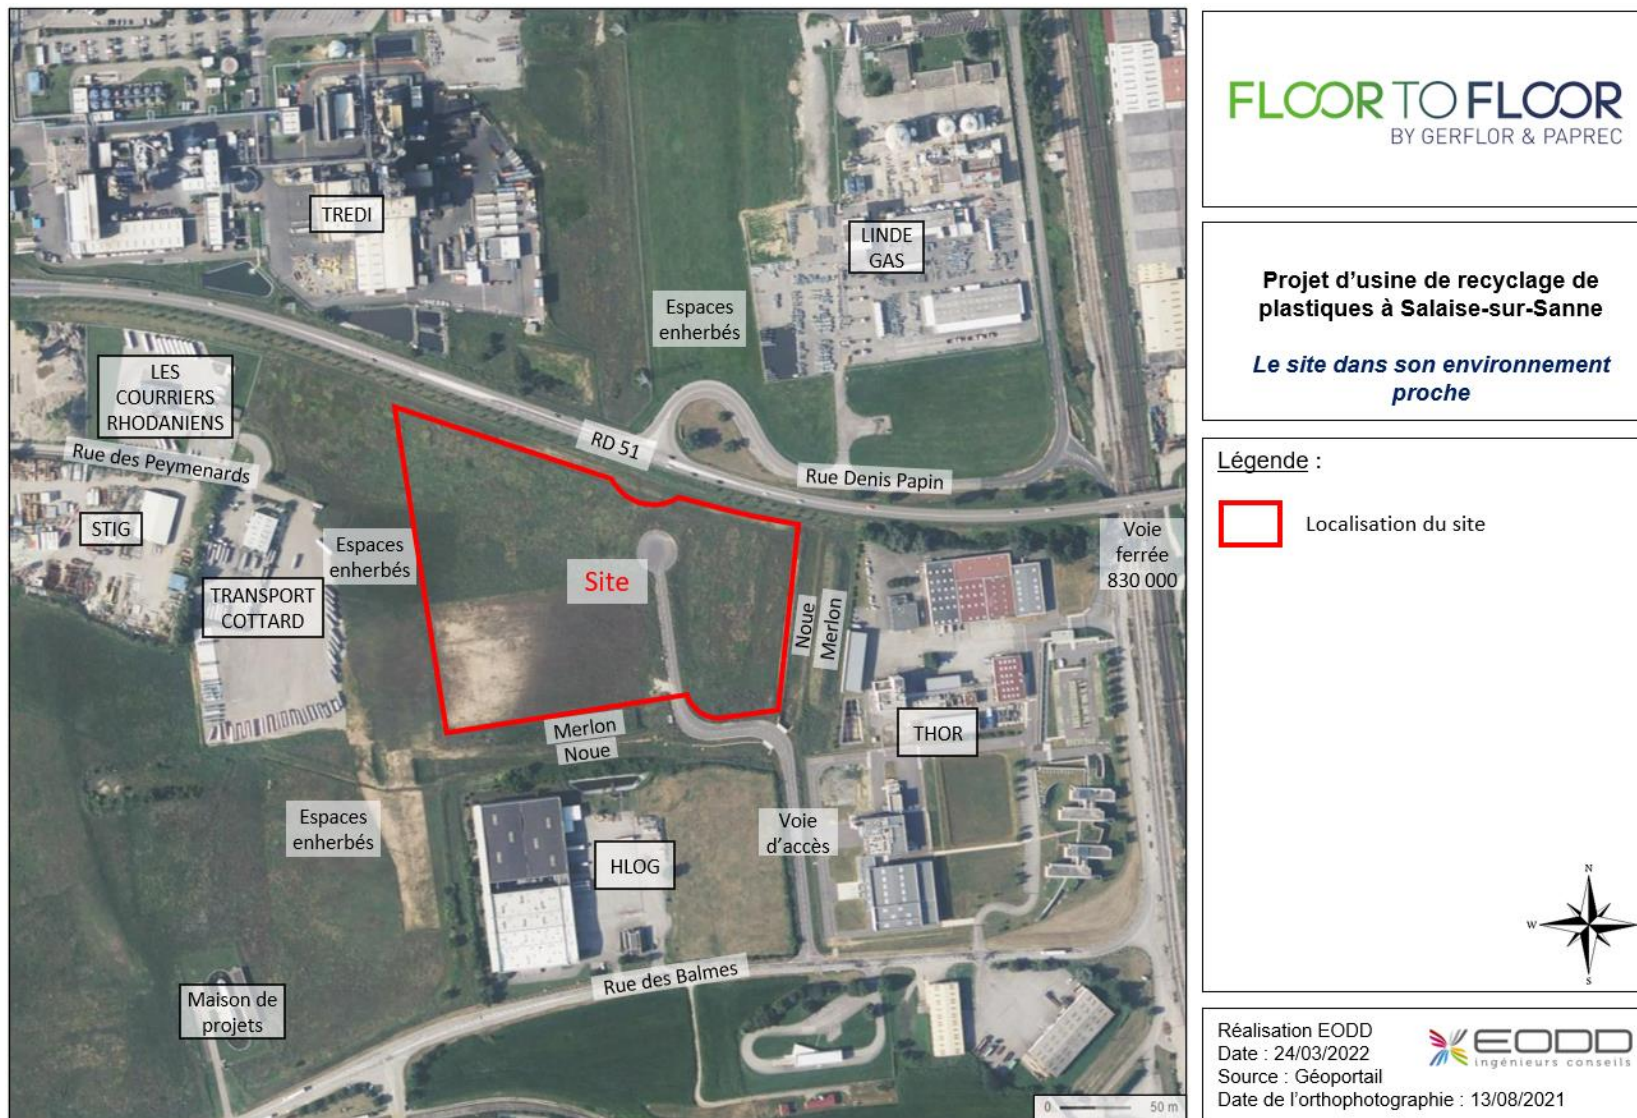 TREDI
LINDE
GAS
Espaces
enherbés
LES
COURRIERS
RHODANIENS
Rue des Peymenards
RD 51
Rue Denis Papin
STIG
Espaces
enherbés
Voie
ferrée
830 000
Site
TRANSPORT
COTTARD
Noue
Merlon
Merlon
Noue
THOR
Espaces
enherbés
Voie
d'accès
HLOG
Rue des Balmes
Maison de
projets
0 50 m
FLOOR TO FLOOR
BY GERFLOR & PAPREC
Projet d'usine de recyclage de
plastiques à Salaise-sur-Sanne
Le site dans son environnement
proche
Légende :
Localisation du site
N
W
S
Réalisation EODD
Date : 24/03/2022
Source : Géoportail
Date de l'orthophotographie : 13/08/2021
EODD
ingénieurs conseils